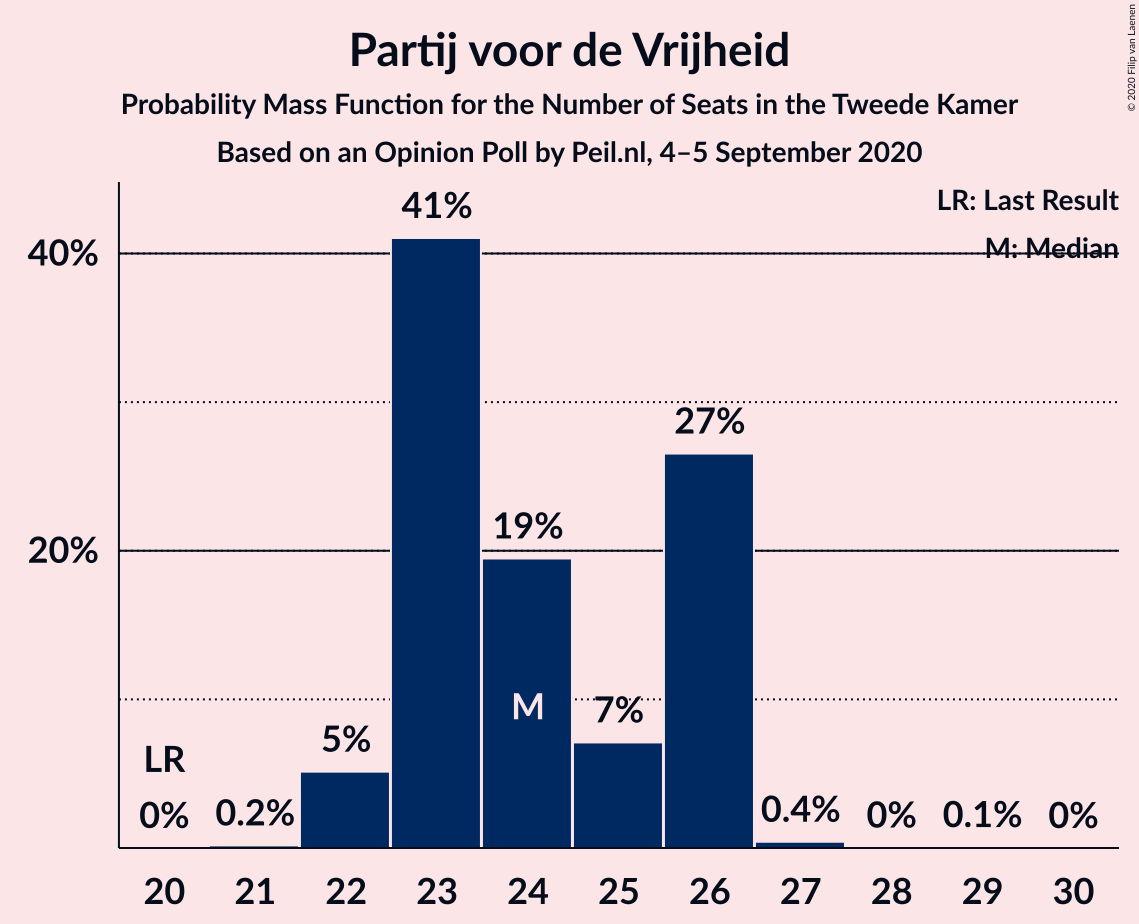 Partij voor de Vrijheid
Probability Mass Function for the Number of Seats in the Tweede Kamer
Based on an Opinion Poll by Peil.nl, 4–5 September 2020
© 2020 Filip van Laenen
LR: Last Result
M: Median
40%
20%
LR
0%
0.2%
5%
41%
19%
M
7%
27%
0.4%
0%
0.1%
0%
20 21 22 23 24 25 26 27 28 29 30